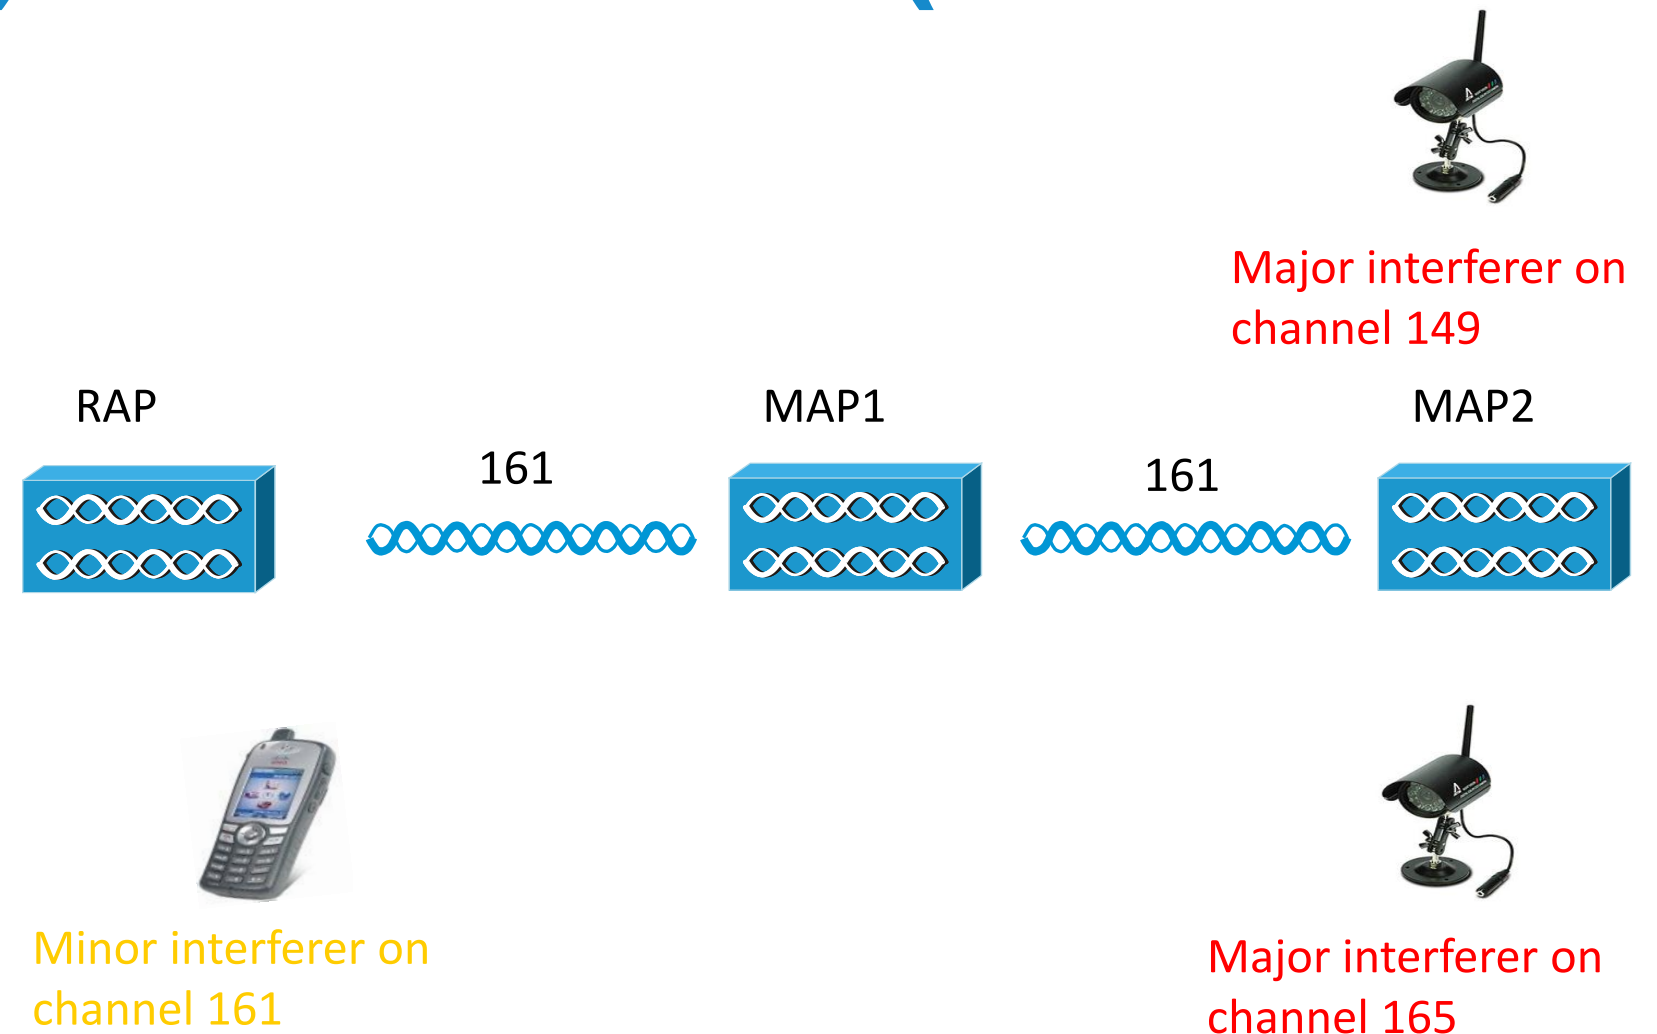 Major interferer on
channel 149
RAP
MAP1
MAP2
161
161
Minor interferer on
channel 161
Major interferer on
channel 165